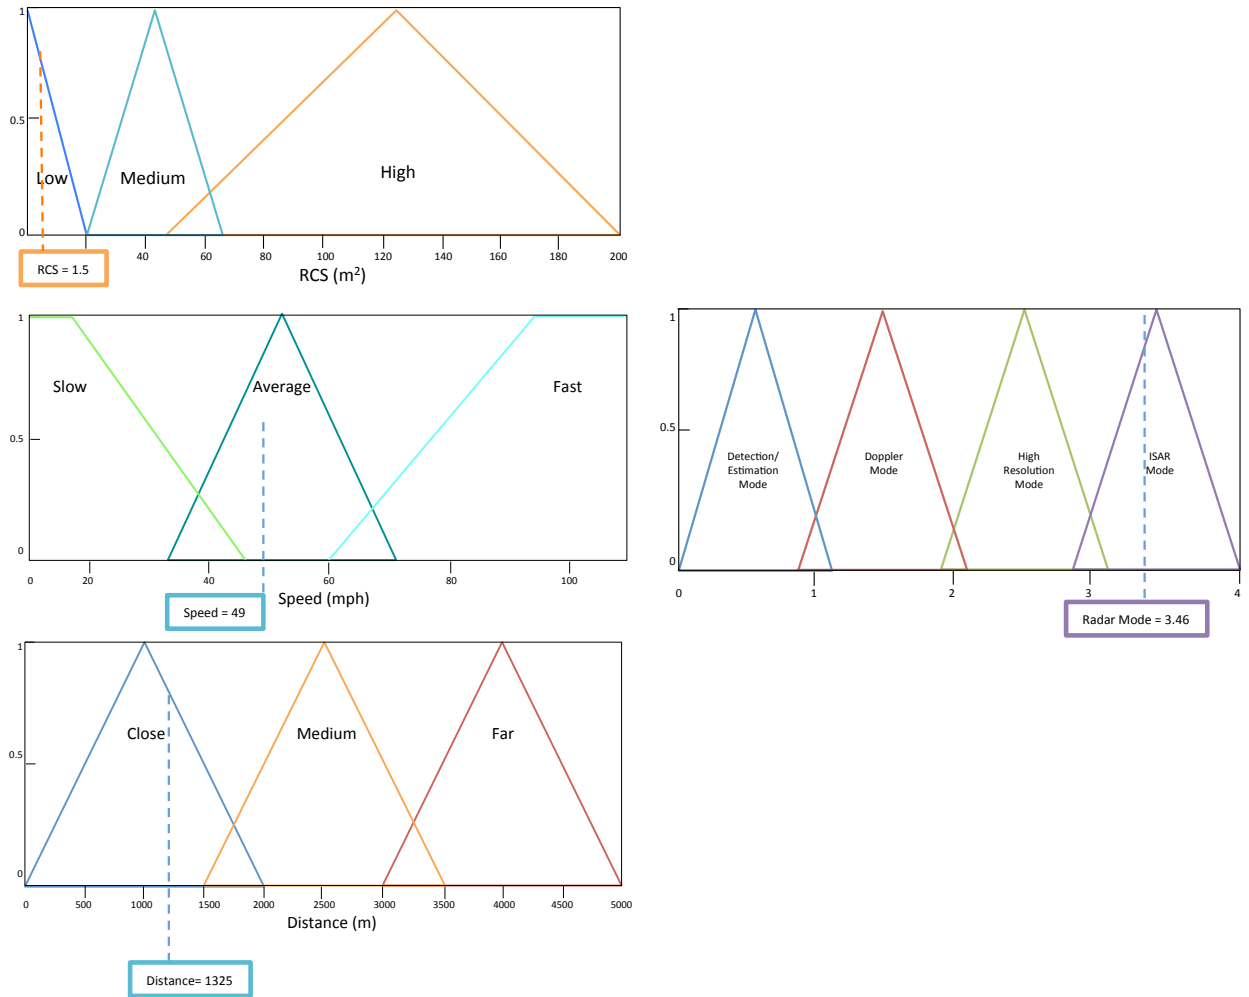 1
0.5
Low
Medium
High
0
40
60
80
100
120
140
160
180
200
RCS (m²)
RCS = 1.5
1
Slow
Average
Fast
0.5
0
0
20
40
60
80
100
Speed (mph)
Speed = 49
1
Close
Medium
Far
0.5
0
0
500
1000
1500
2000
2500
3000
3500
4000
4500
5000
Distance (m)
Distance= 1325
1
0.5
Detection/
Estimation
Mode
Doppler
Mode
High
Resolution
Mode
ISAR
Mode
0
0
1
2
3
4
Radar Mode = 3.46